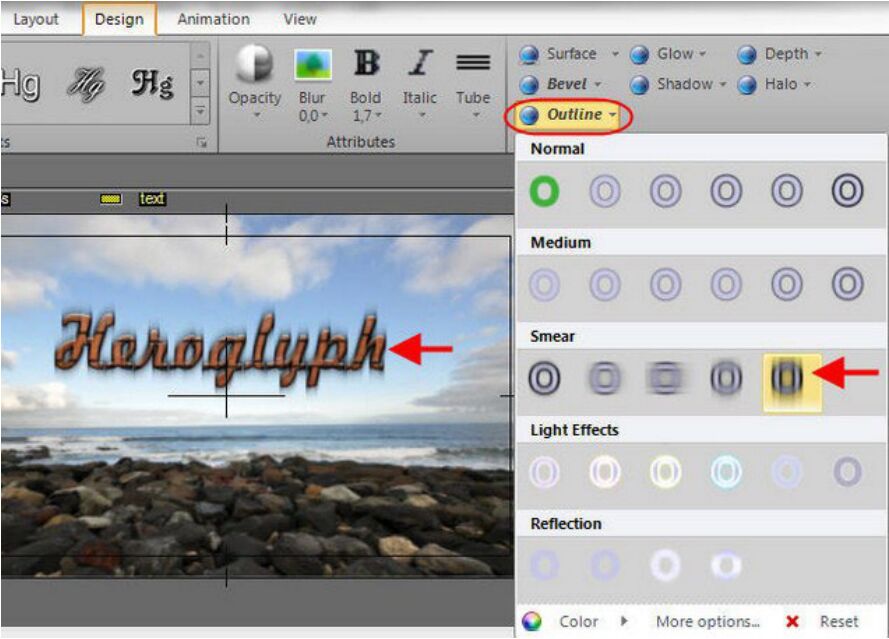 Layout Design Animation View
Hg Hg Hg
Opacity Blur Bold Italic Tube
0,0 1,7
Attributes
Surface Glow Depth
Bevel Shadow Halo
Outline
Normal
O O O O O O
Medium
O O O O O O
Smear
O O O O O
Light Effects
O O O O O O
Reflection
O O O O
Color More options... Reset
s
text
Heroglyph